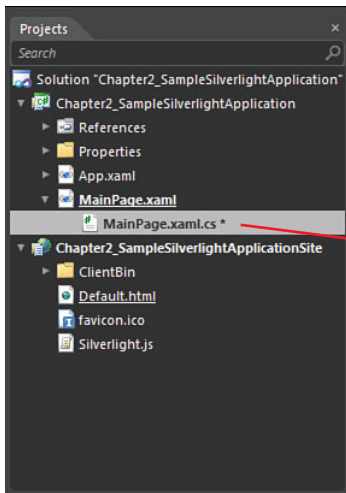 Projects
Search
Solution "Chapter2_SampleSilverlightApplication"
Chapter2_SampleSilverlightApplication
References
Properties
App.xaml
MainPage.xaml
MainPage.xaml.cs *
Chapter2_SampleSilverlightApplicationSite
ClientBin
Default.html
favicon.ico
Silverlight.js